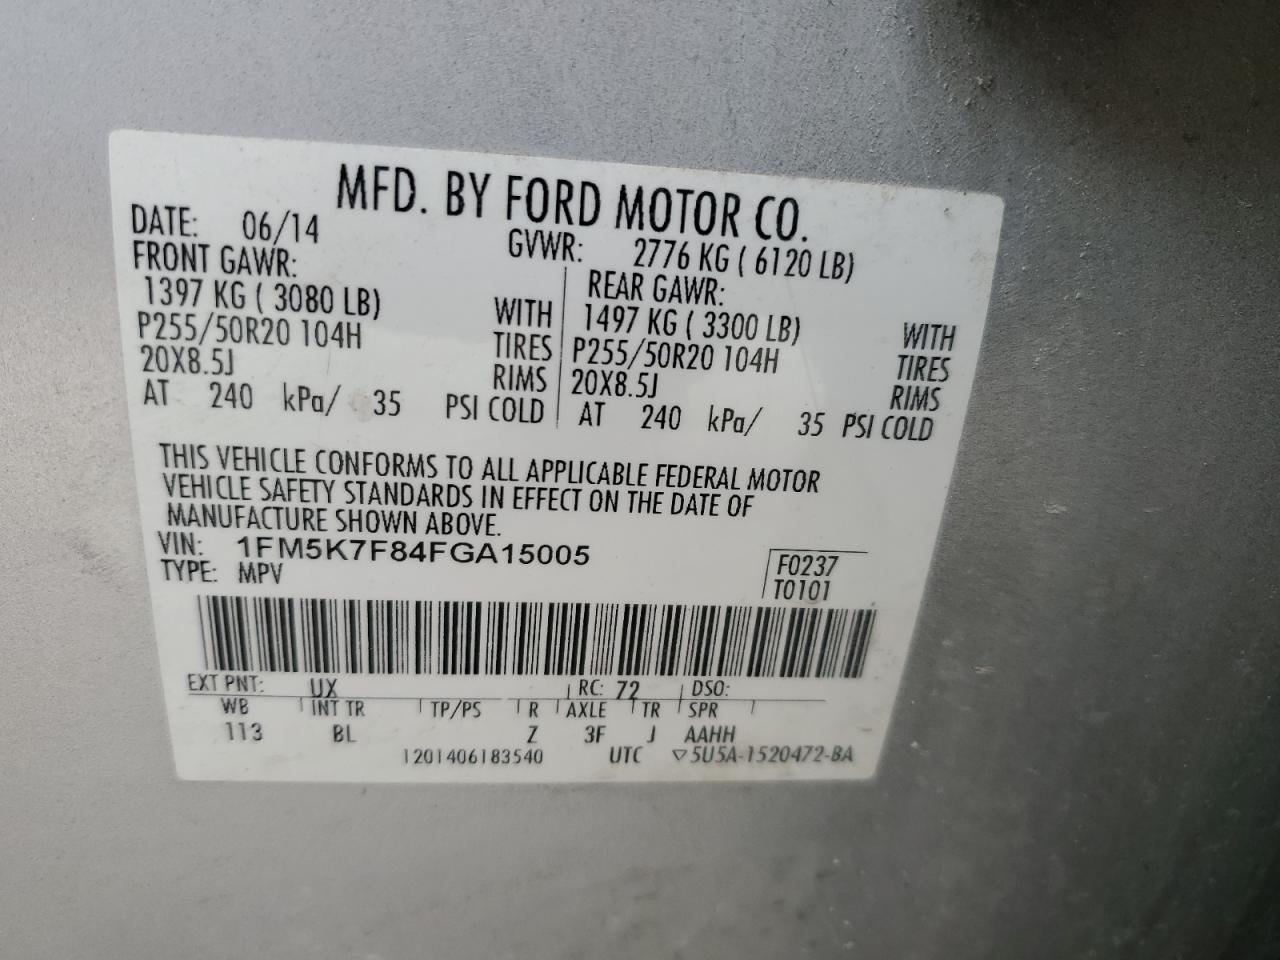 MFD. BY FORD MOTOR CO.
DATE: 06/14 GVWR: 2776 KG ( 6120 LB)
FRONT GAWR: REAR GAWR:
1397 KG ( 3080 LB) WITH 1497 KG ( 3300 LB) WITH
P255/50R20 104H TIRES P255/50R20 104H TIRES
20X8.5J RIMS 20X8.5J RIMS
AT 240 kPa/ 35 PSI COLD AT 240 kPa/ 35 PSI COLD
THIS VEHICLE CONFORMS TO ALL APPLICABLE FEDERAL MOTOR
VEHICLE SAFETY STANDARDS IN EFFECT ON THE DATE OF
MANUFACTURE SHOWN ABOVE.
VIN: 1FM5K7F84FGA15005 F0237
TYPE: MPV T0101
EXT PNT: UX RC: 72 DSO:
WB INT TR TP/PS R AXLE TR SPR
113 BL Z 3F J AAHH
1201406183540 UTC ▽5U5A-1520472-BA